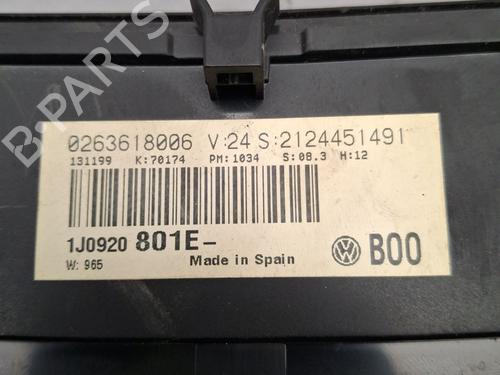 0263618006 V:24 S:2124451491
131199 K:70174 PM:1034 S:08.3 H:12
1J0920 801E-
W: 965 Made in Spain B00
B-PARTS